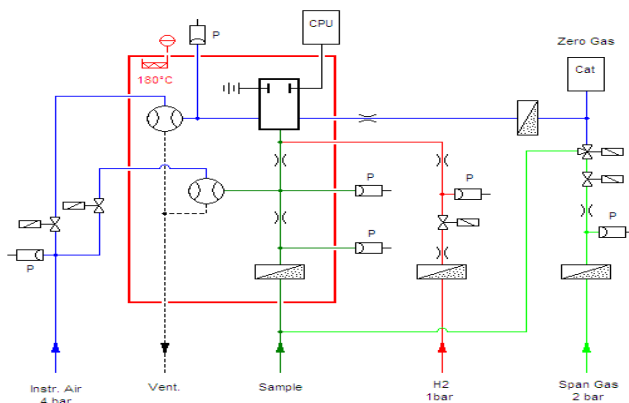 CPU
P
Zero Gas
180°C
Cat
P
P
P
P
P
Instr. Air
4 bar
Vent.
Sample
H2
1bar
Span Gas
2 bar